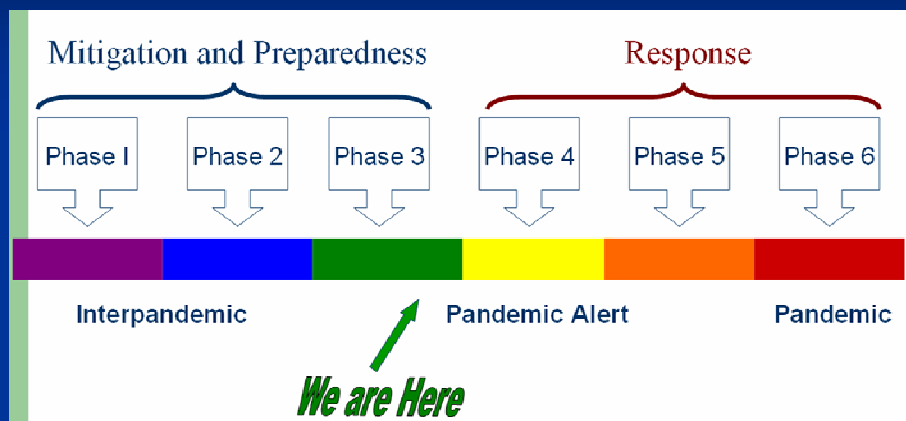 Mitigation and Preparedness
Response
Phase I
Phase 2
Phase 3
Phase 4
Phase 5
Phase 6
Interpandemic
Pandemic Alert
Pandemic
We are Here